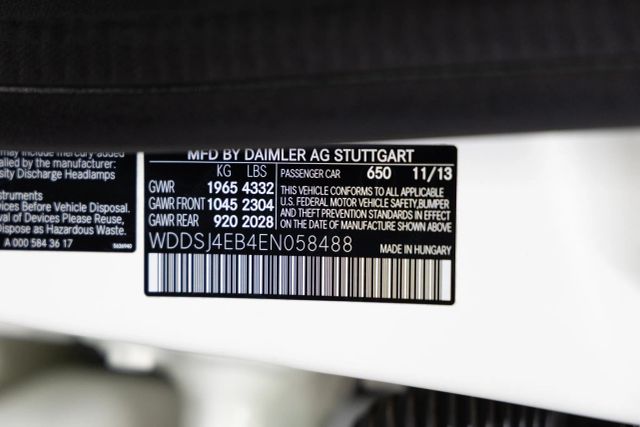 may include mercury-added
alled by the manufacturer:
sity Discharge Headlamps
nstruments
ices Before Vehicle Disposal.
val of Devices Please Reuse,
Dispose as Hazardous Waste.
A 000 584 36 17
MFD BY DAIMLER AG STUTTGART
KG LBS
GVWR 1965 4332
GAWR FRONT 1045 2304
GAWR REAR 920 2028
PASSENGER CAR 650 11/13
THIS VEHICLE CONFORMS TO ALL APPLICABLE
U.S. FEDERAL MOTOR VEHICLE SAFETY, BUMPER
AND THEFT PREVENTION STANDARDS IN EFFECT
ON THE DATE OF MANUFACTURE SHOWN ABOVE.
WDDSJ4EB4EN058488
MADE IN HUNGARY